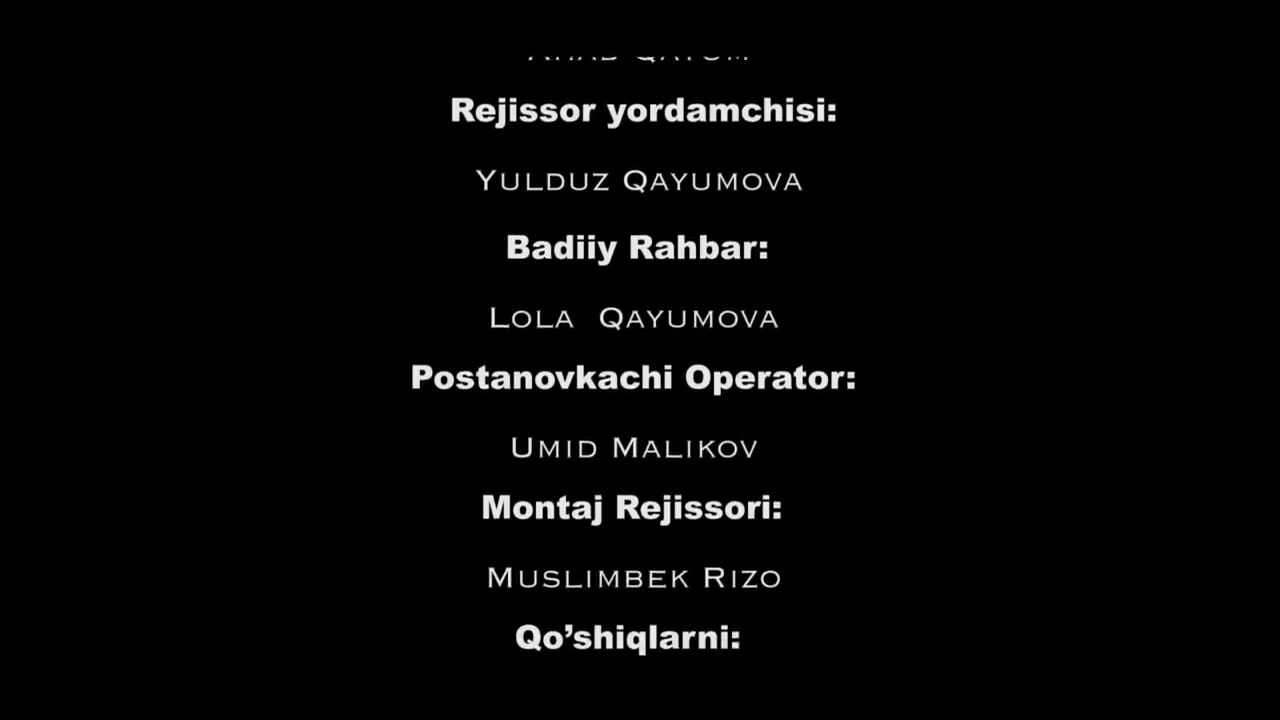 Rejissor yordamchisi:
YULDUZ QAYUMOVA
Badiiy Rahbar:
LOLA QAYUMOVA
Postanovkachi Operator:
UMID MALIKOV
Montaj Rejissori:
MUSLIMBEK RIZO
Qo’shiqlarni: